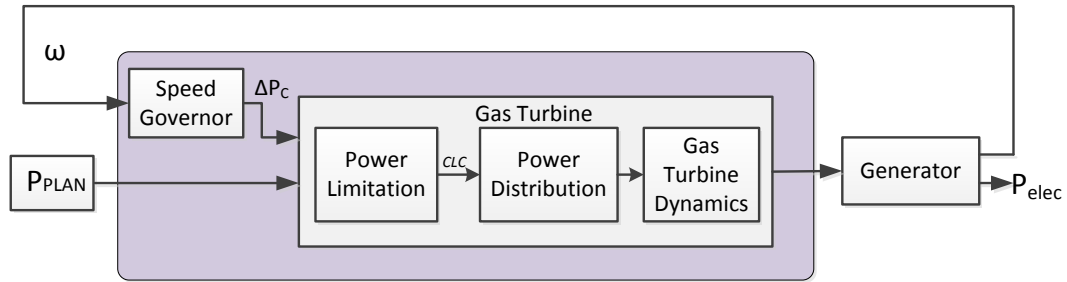 ω
Speed
Governor
ΔP_C
Gas Turbine
P_PLAN
Power
Limitation
CLC
Power
Distribution
Gas
Turbine
Dynamics
Generator
P_elec